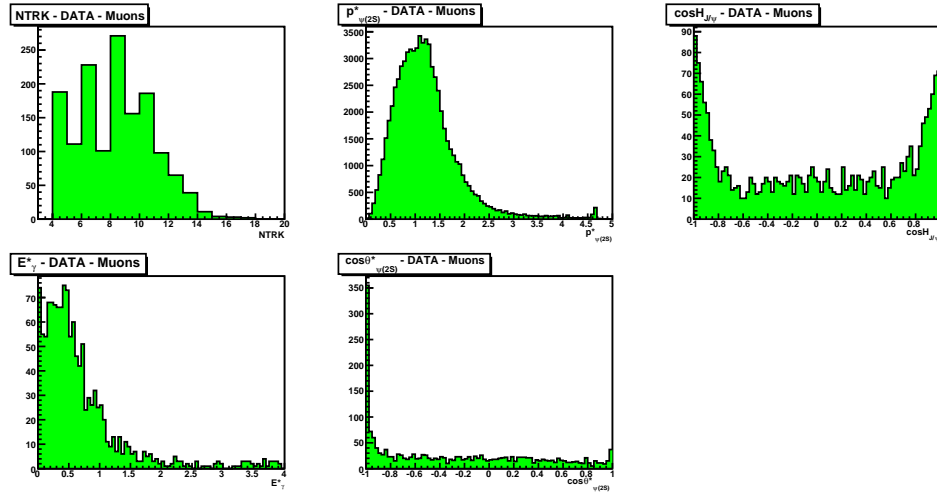 NTRK - DATA - Muons
250
200
150
100
50
0
4 6 8 10 12 14 16 18 20
NTRK
p*ψ(2S) - DATA - Muons
3500
3000
2500
2000
1500
1000
500
0
0 0.5 1 1.5 2 2.5 3 3.5 4 4.5 5
p*ψ(2S)
cosH J/ψ - DATA - Muons
90
80
70
60
50
40
30
20
10
0
-1 -0.8 -0.6 -0.4 -0.2 0 0.2 0.4 0.6 0.8
cosH J/ψ
E*γ - DATA - Muons
70
60
50
40
30
20
10
0
0 0.5 1 1.5 2 2.5 3 3.5 4
E*γ
cosθ*ψ(2S) - DATA - Muons
350
300
250
200
150
100
50
0
-1 -0.8 -0.6 -0.4 -0.2 0 0.2 0.4 0.6 0.8 1
cosθ*ψ(2S)